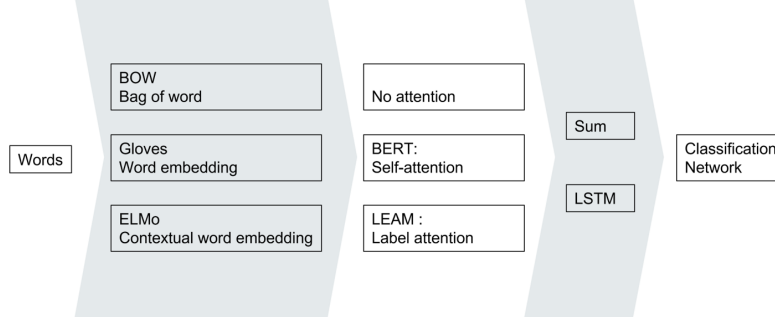 Words
BOW
Bag of word
Gloves
Word embedding
ELMo
Contextual word embedding
No attention
BERT:
Self-attention
LEAM :
Label attention
Sum
LSTM
Classification
Network